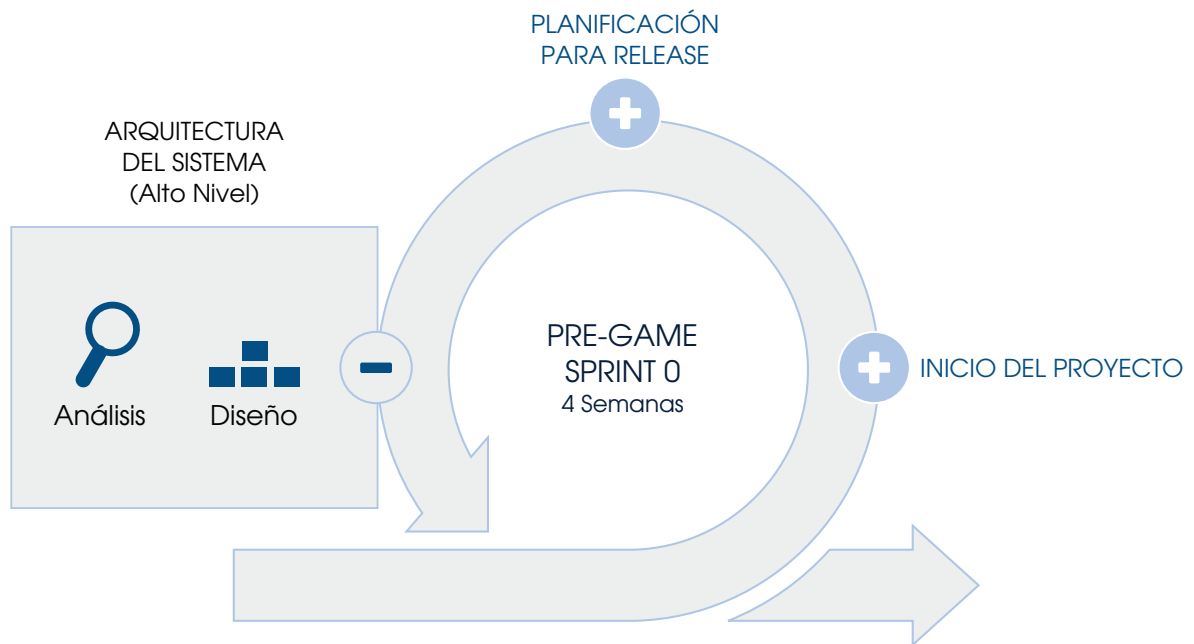 PLANIFICACIÓN
PARA RELEASE
ARQUITECTURA
DEL SISTEMA
(Alto Nivel)
Análisis
Diseño
PRE-GAME
SPRINT 0
4 Semanas
INICIO DEL PROYECTO